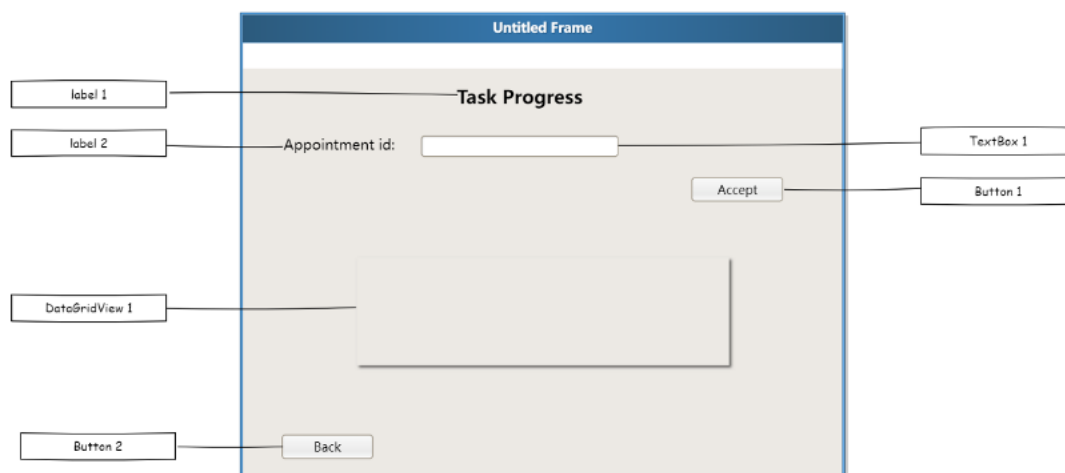 Untitled Frame
label 1
Task Progress
label 2
Appointment id:
TextBox 1
Accept
Button 1
DataGridView 1
Button 2
Back